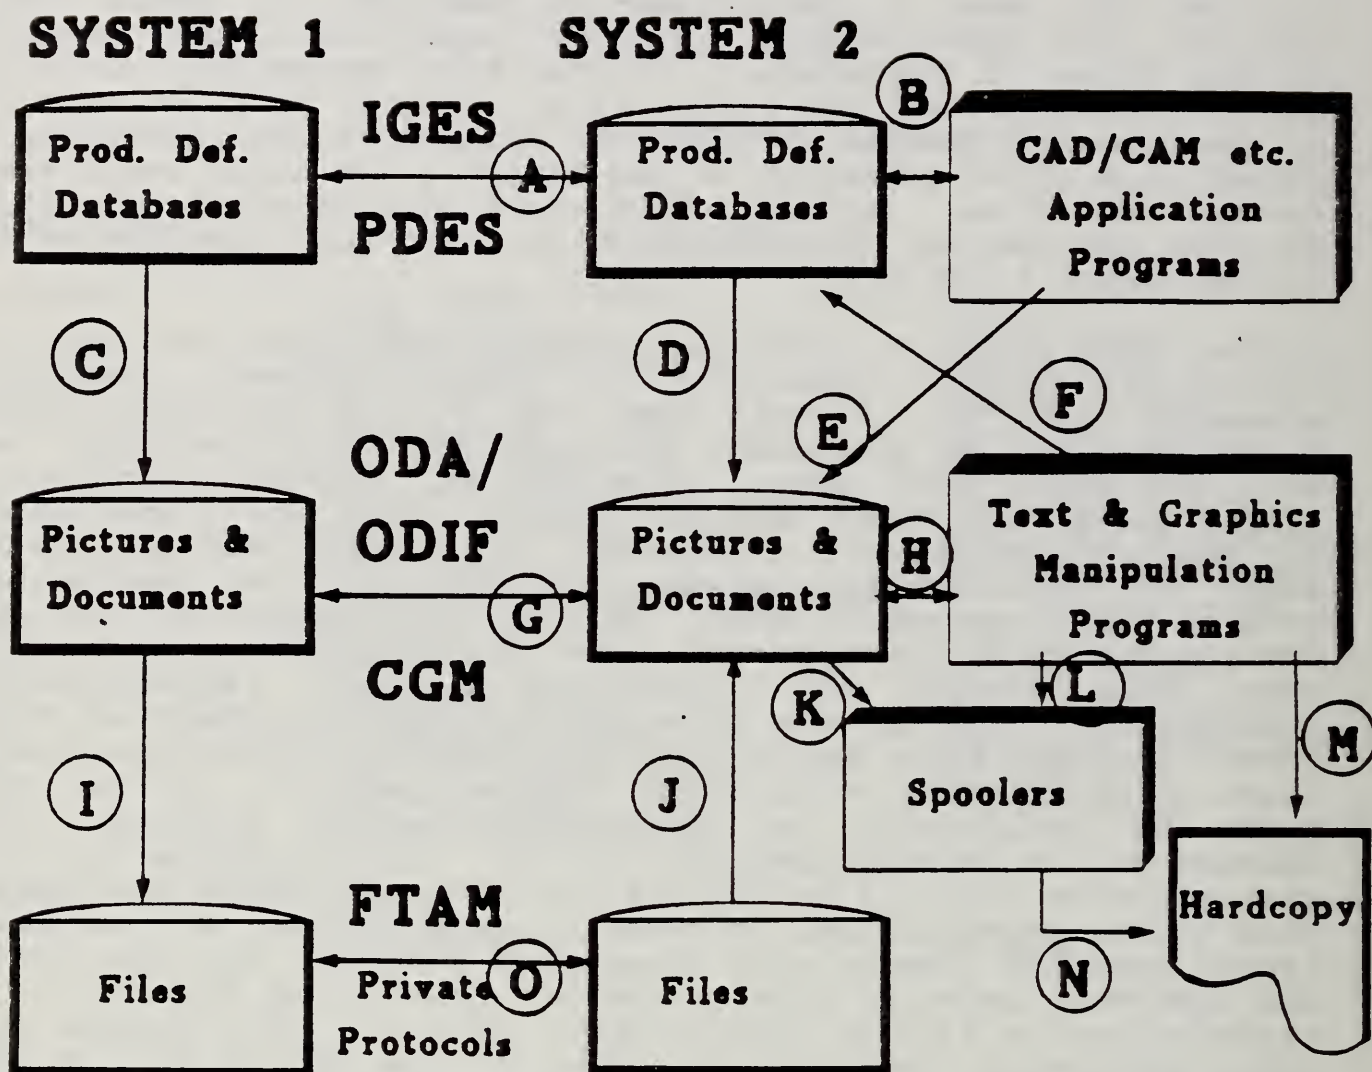 SYSTEM 1
SYSTEM 2
Prod. Def.
Databases
IGES
A
PDES
Prod. Def.
Databases
B
CAD/CAM etc.
Application
Programs
C
D
E
F
Pictures &
Documents
ODA/
ODIF
G
CGM
Pictures &
Documents
H
Text & Graphics
Manipulation
Programs
I
J
K
L
M
Spoolers
Files
FTAM
O
Private
Protocols
Files
N
Hardcopy